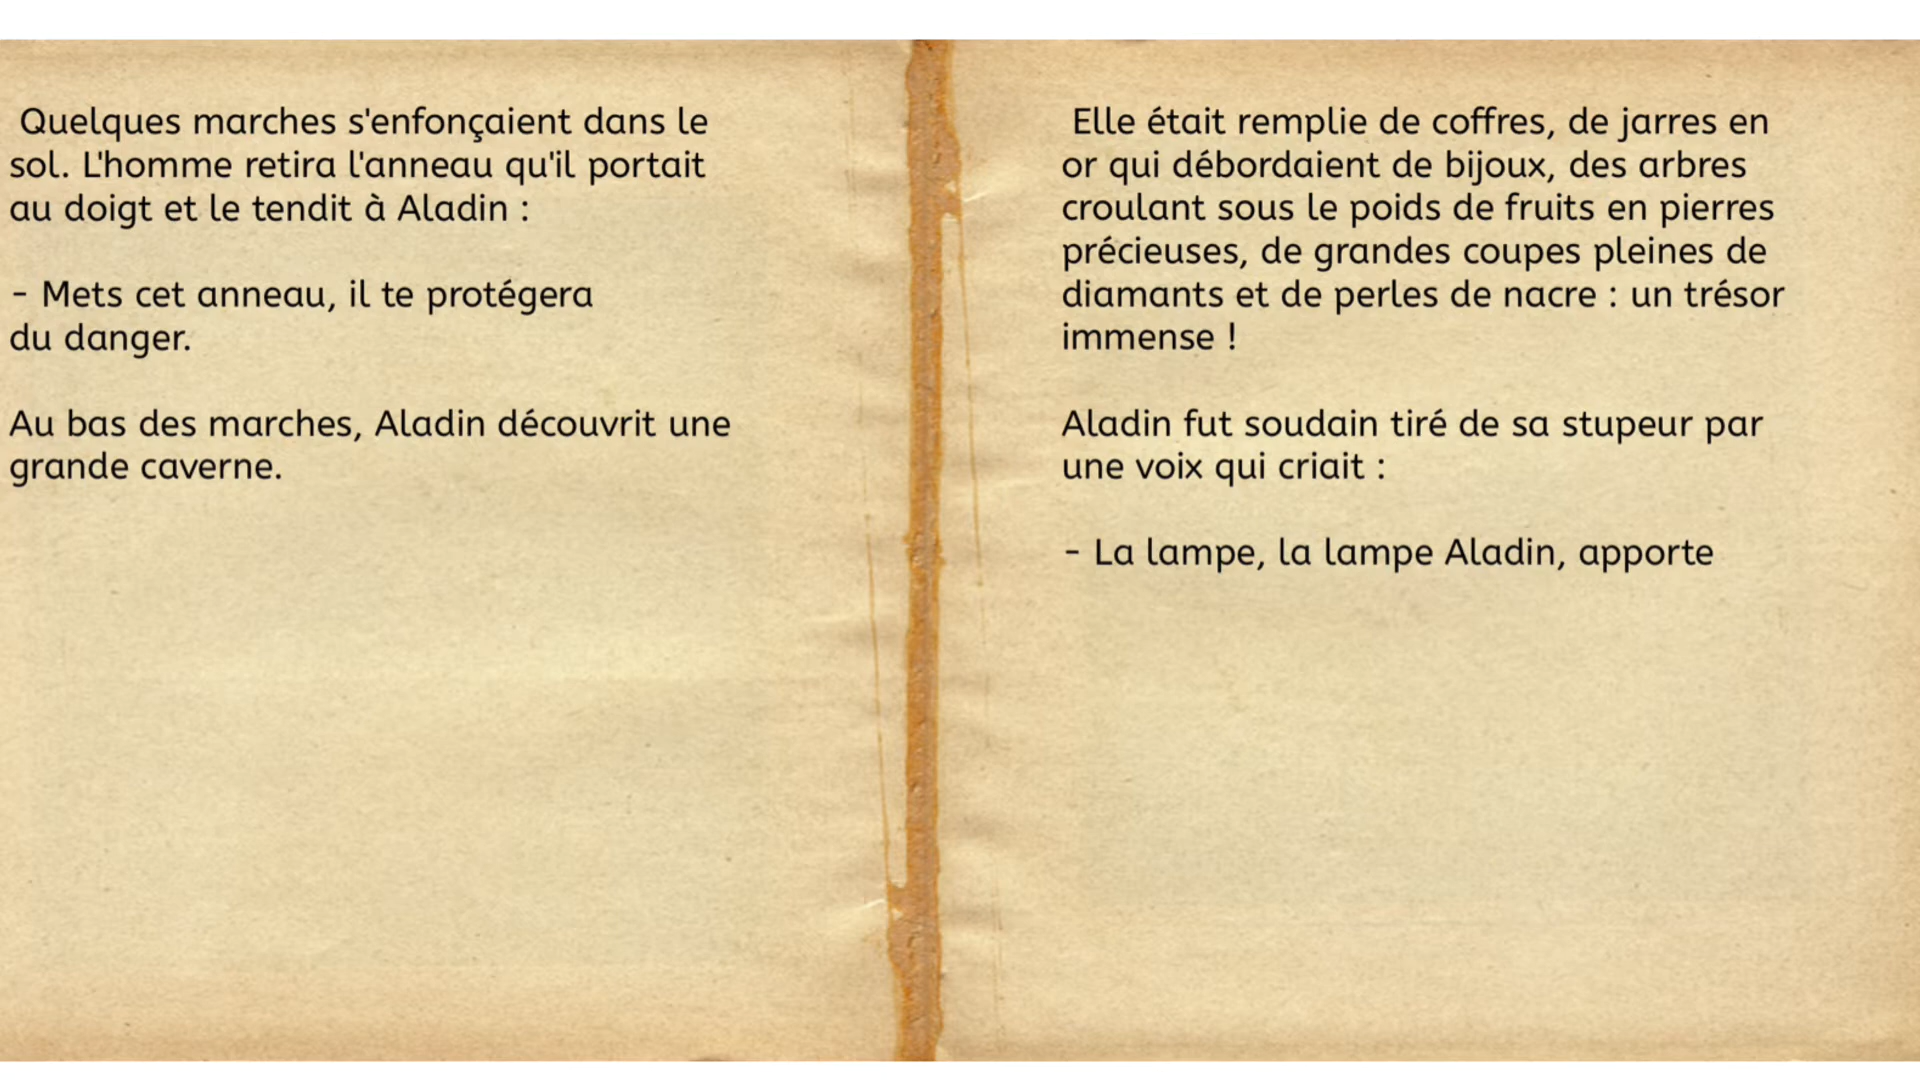 Quelques marches s'enfonçaient dans le
sol. L'homme retira l'anneau qu'il portait
au doigt et le tendit à Aladin :
- Mets cet anneau, il te protégera
du danger.
Au bas des marches, Aladin découvrit une
grande caverne.
Elle était remplie de coffres, de jarres en
or qui débordaient de bijoux, des arbres
croulant sous le poids de fruits en pierres
précieuses, de grandes coupes pleines de
diamants et de perles de nacre : un trésor
immense !
Aladin fut soudain tiré de sa stupeur par
une voix qui criait :
- La lampe, la lampe Aladin, apporte